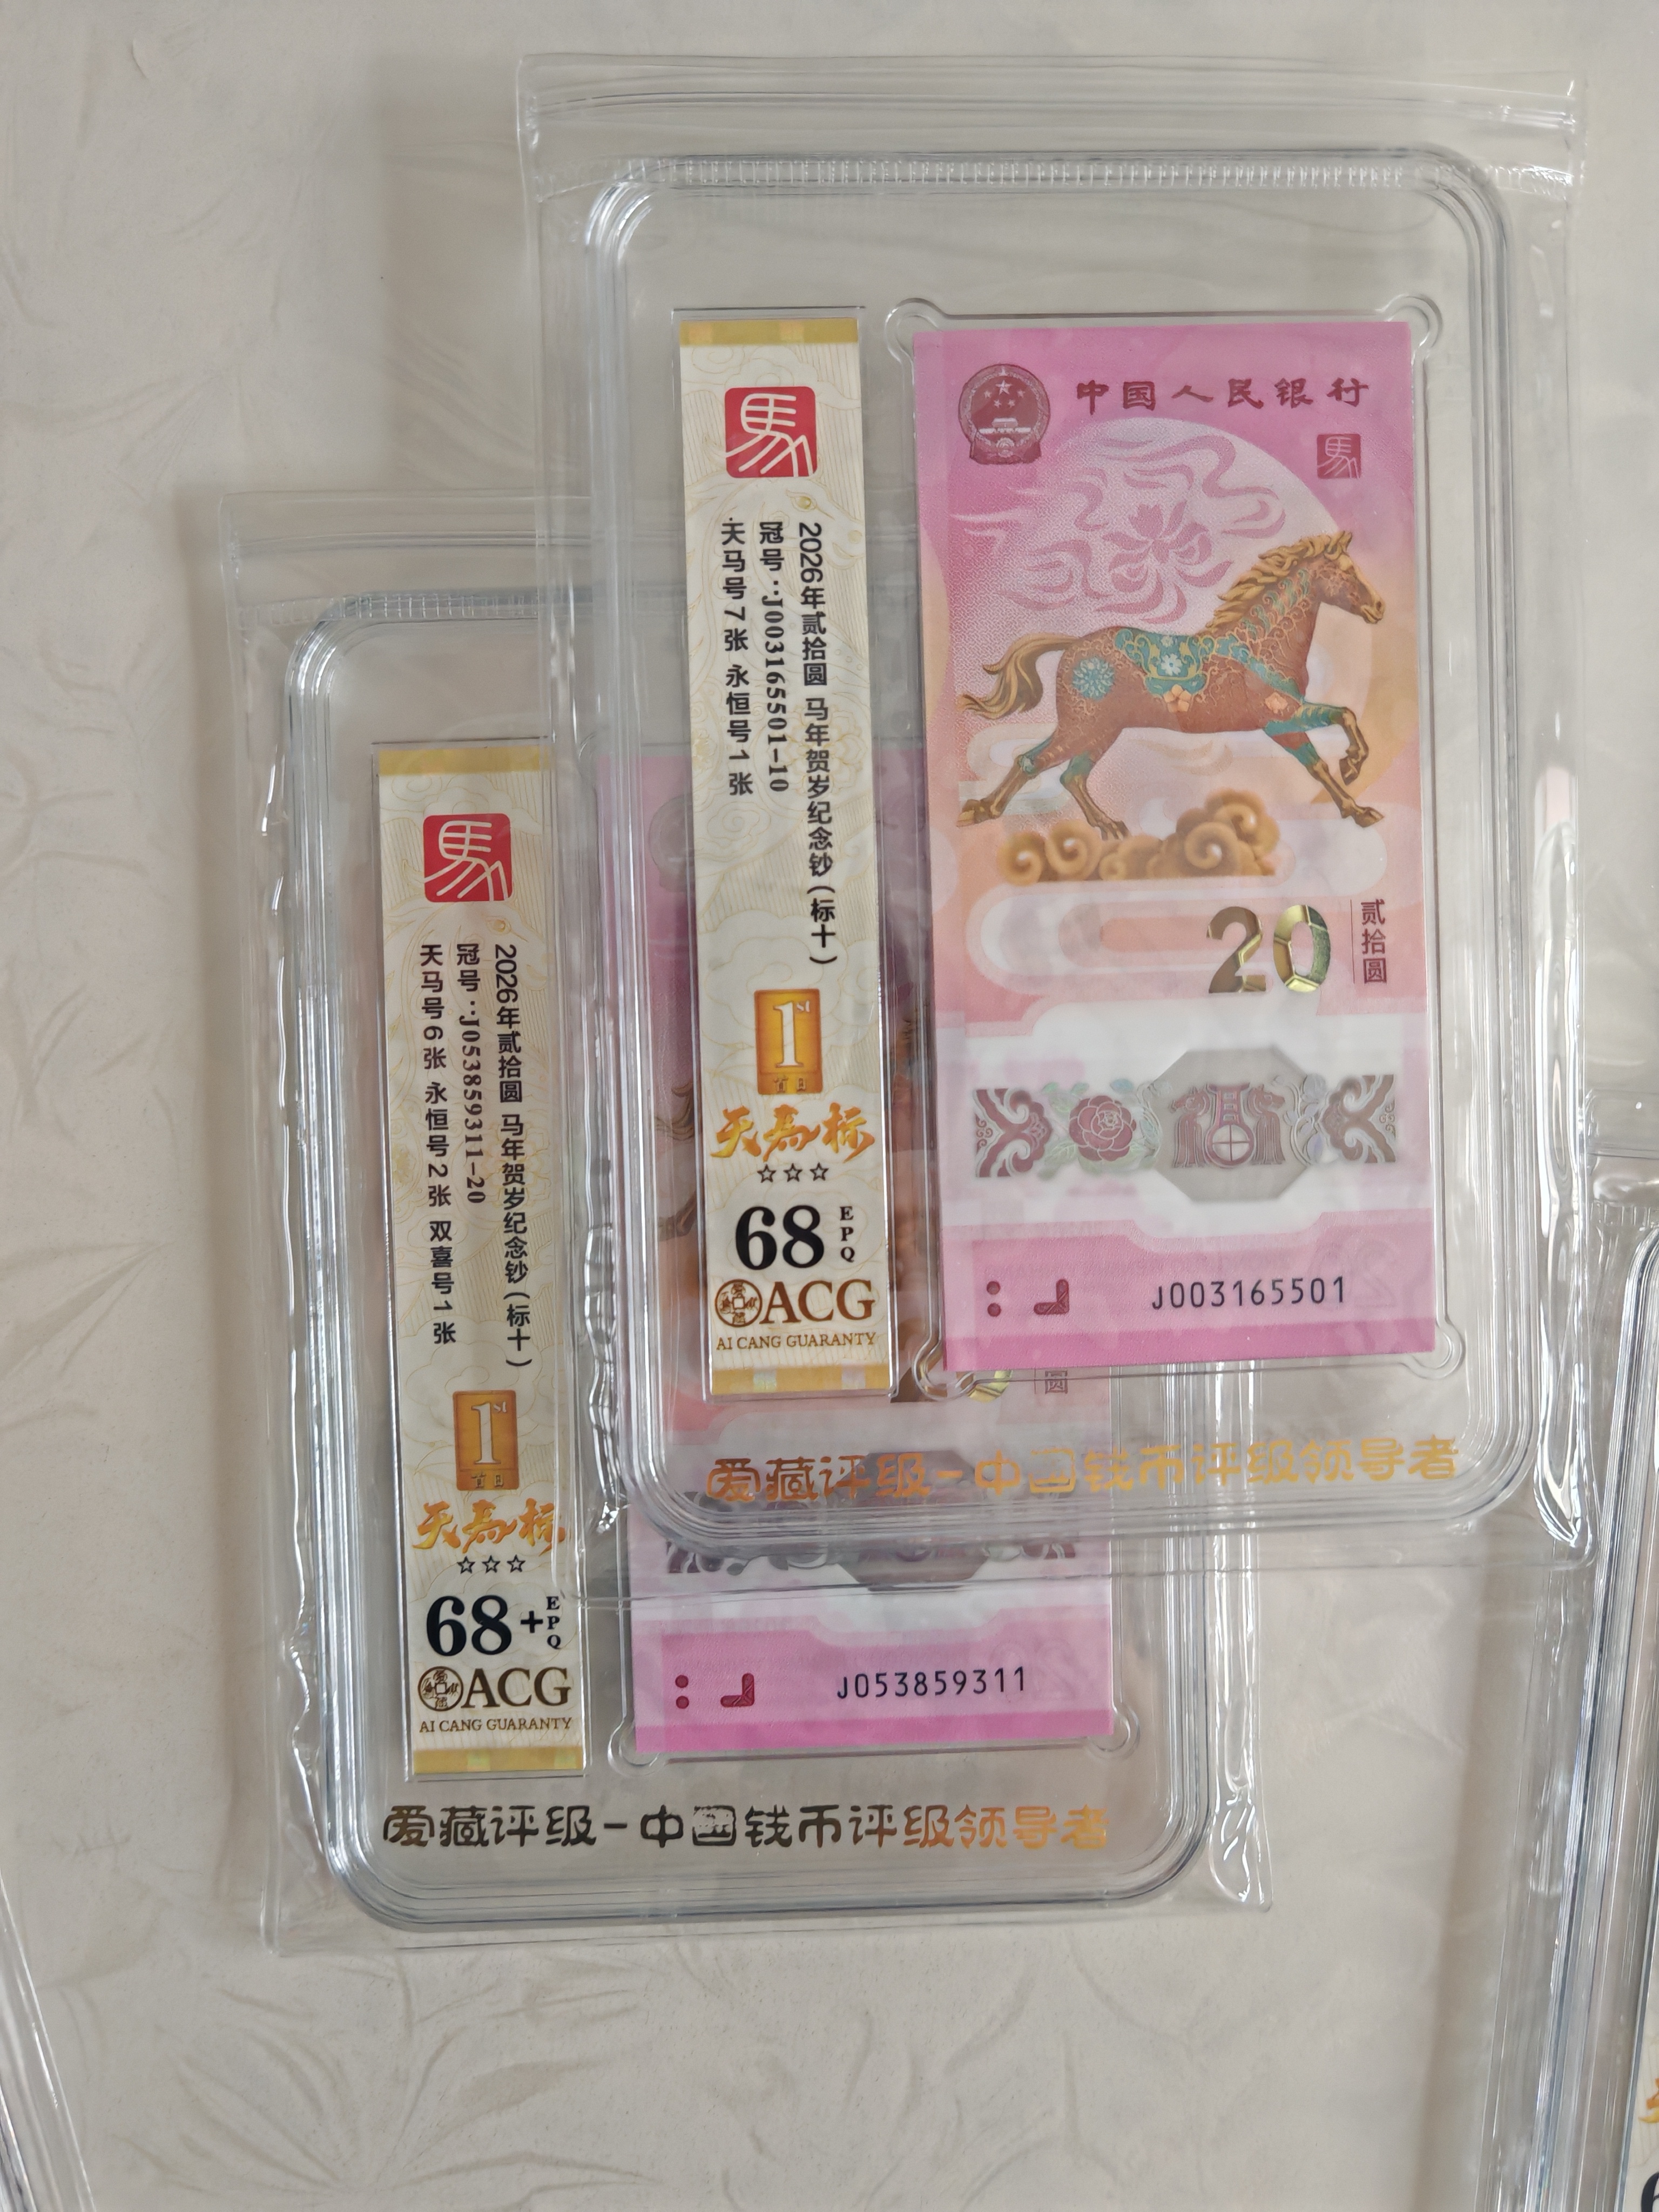 馬
2026年贰拾圆 马年贺岁纪念钞(标十)
冠号:J003165501-10
天马号7张 永恒号1张
1st
首日
天馬标
☆☆☆
68 EPQ
ACG
AI CANG GUARANTY
中国人民银行
馬
20
贰拾圆
J003165501
爱藏评级-中国钱币评级领导者
馬
2026年贰拾圆 马年贺岁纪念钞(标十)
冠号:J053859311-20
天马号6张 永恒号2张 双喜号1张
1st
首日
天馬标
☆☆☆
68+ EPQ
ACG
AI CANG GUARANTY
圆
J053859311
爱藏评级-中国钱币评级领导者